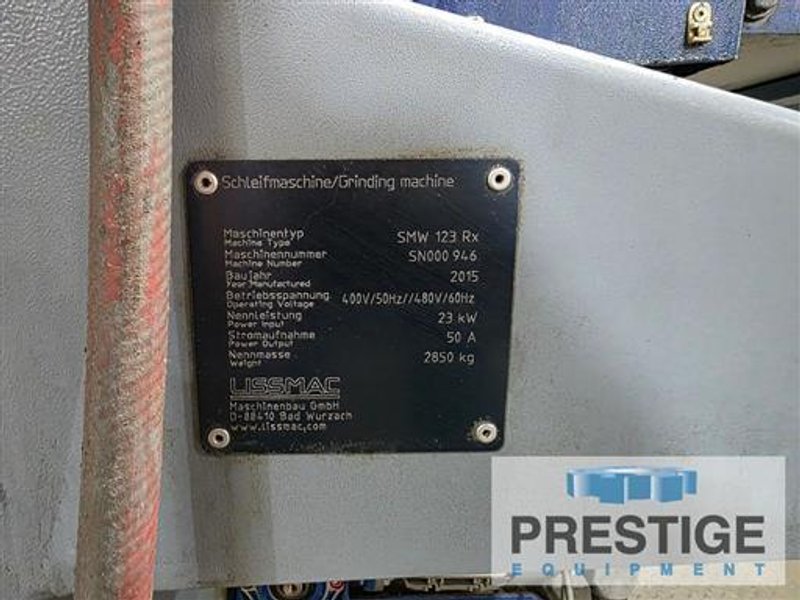 Schleifmaschine/Grinding machine
Maschinentyp SMW 123 Rx
Machine Type
Maschinennummer SN000 946
Machine Number
Baujahr 2015
Year Manufactured
Betriebsspannung 400V/50Hz//480V/60Hz
Operating Voltage
Nennleistung 23 kW
Power Input
Stromaufnahme 50 A
Power Output
Nennmasse 2850 kg
Weight
LISSMAC
Maschinenbau GmbH
D-88410 Bad Wurzach
www.lissmac.com
PRESTIGE
EQUIPMENT